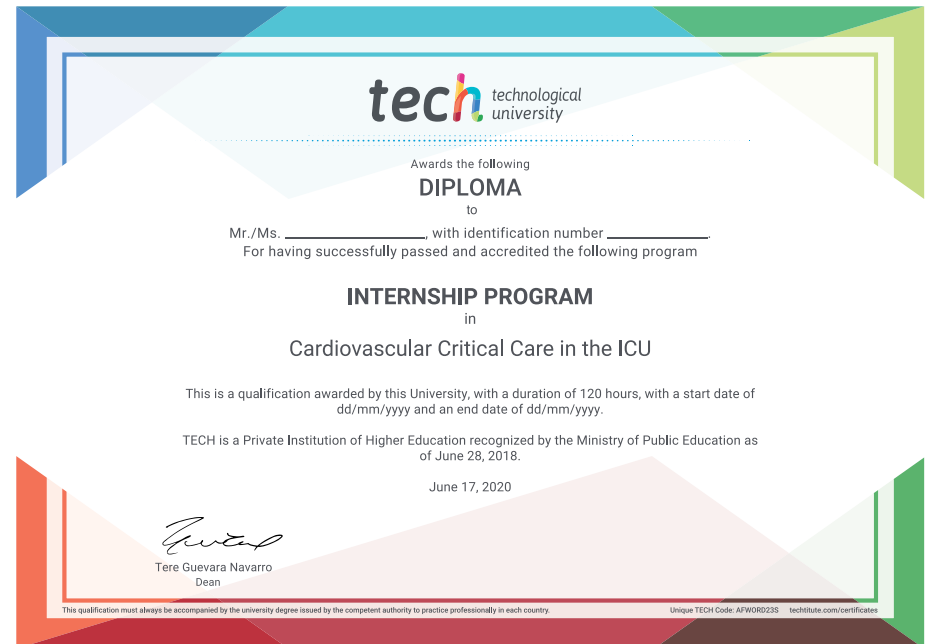 tech technological
university
Awards the following
DIPLOMA
to
Mr./Ms. ____________________, with identification number ______________.
For having successfully passed and accredited the following program
INTERNSHIP PROGRAM
in
Cardiovascular Critical Care in the ICU
This is a qualification awarded by this University, with a duration of 120 hours, with a start date of
dd/mm/yyyy and an end date of dd/mm/yyyy.
TECH is a Private Institution of Higher Education recognized by the Ministry of Public Education as
of June 28, 2018.
June 17, 2020
Tere Guevara Navarro
Dean
This qualification must always be accompanied by the university degree issued by the competent authority to practice professionally in each country.
Unique TECH Code: AFWORD23S techtitute.com/certificates